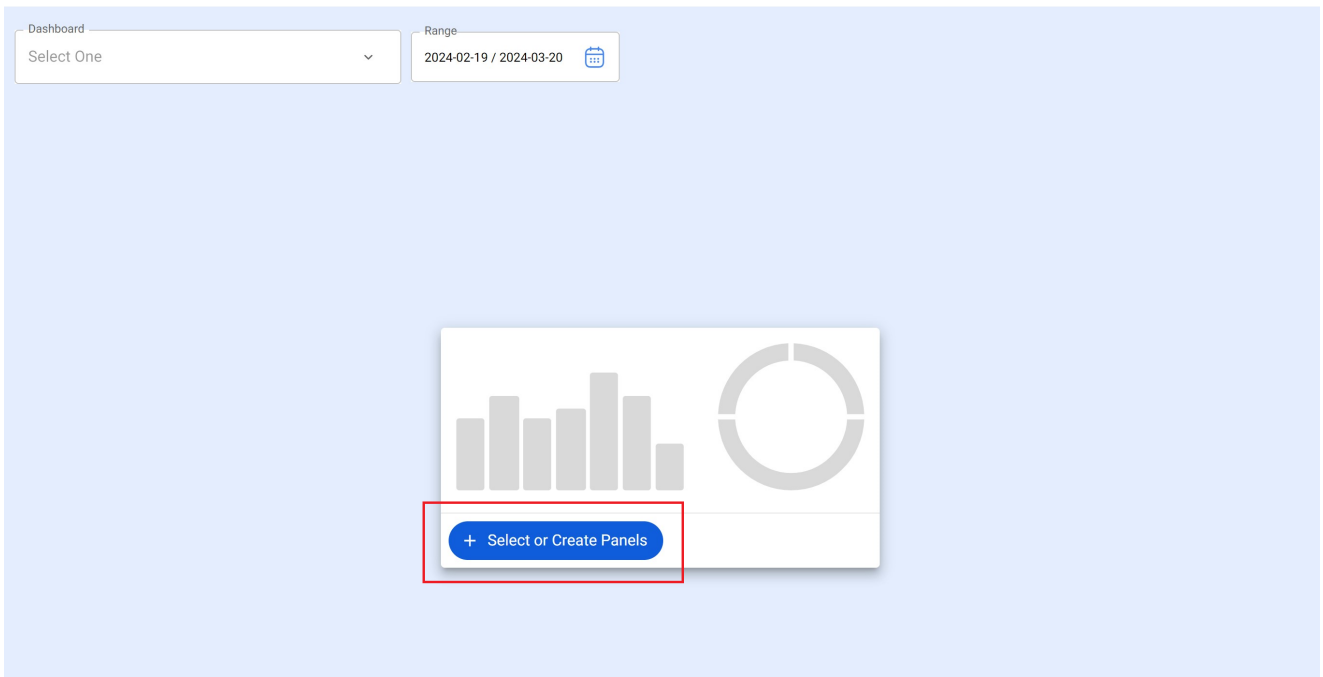 Dashboard
Select One
Range
2024-02-19 / 2024-03-20
+ Select or Create Panels